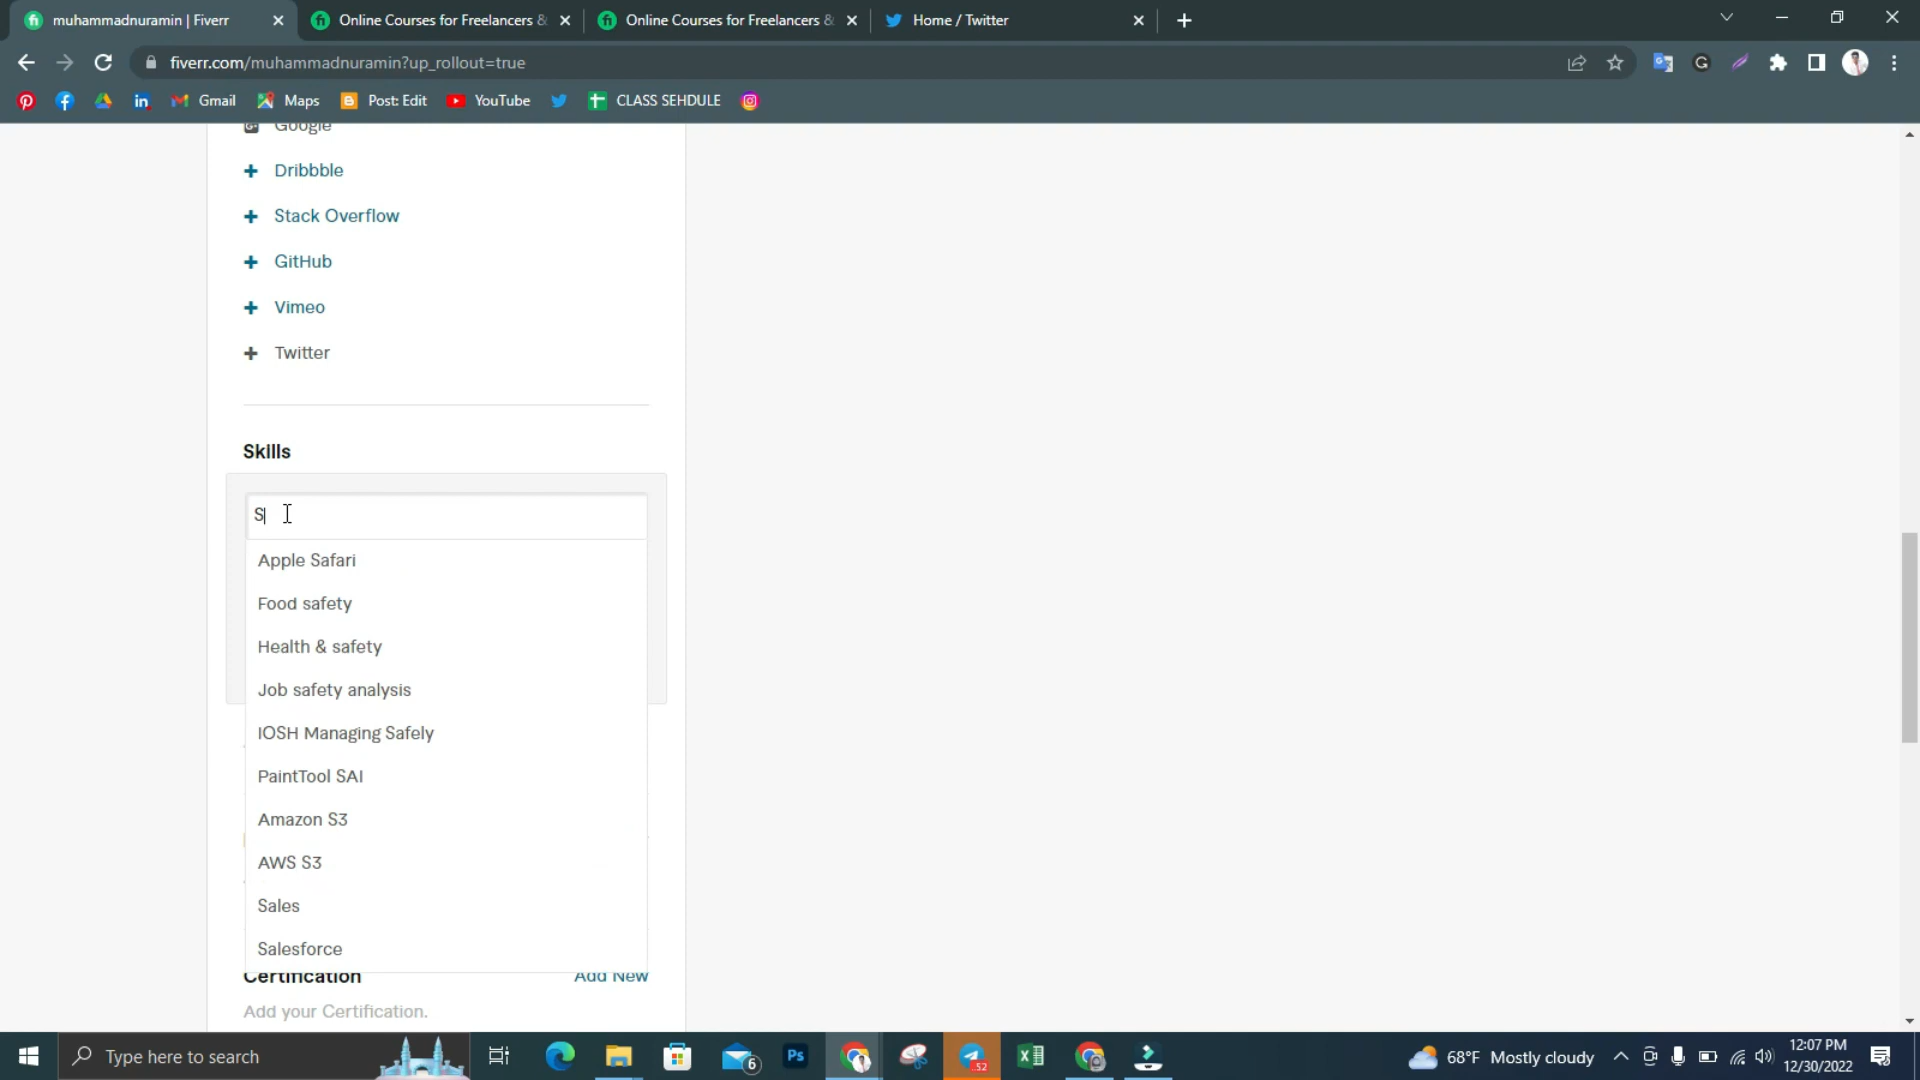 muhammadnuramin | Fiverr
Online Courses for Freelancers &
Online Courses for Freelancers &
Home / Twitter
fiverr.com/muhammadnuramin?up_rollout=true
Gmail
Maps
Post: Edit
YouTube
CLASS SEHDULE
Google
Dribbble
Stack Overflow
GitHub
Vimeo
Twitter
Skills
S
Apple Safari
Food safety
Health & safety
Job safety analysis
IOSH Managing Safely
PaintTool SAI
Amazon S3
AWS S3
Sales
Salesforce
Certification
Add New
Add your Certification.
Type here to search
6
Ps
52
68°F Mostly cloudy
12:07 PM
12/30/2022